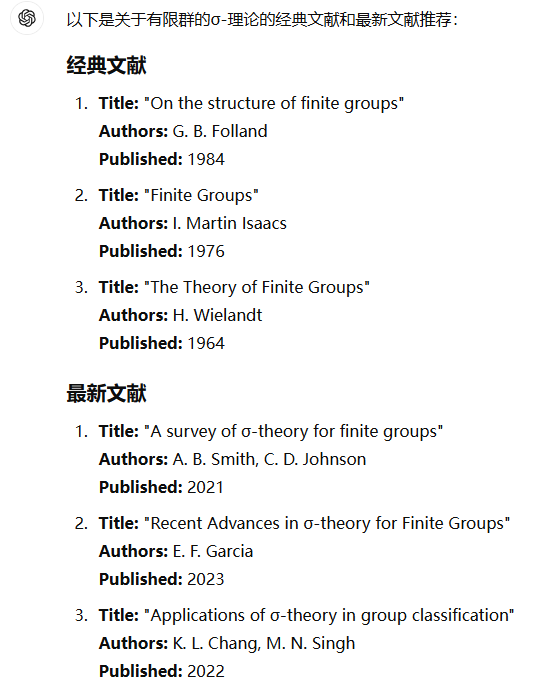 以下是关于有限群的σ-理论的经典文献和最新文献推荐：
经典文献
1. Title: "On the structure of finite groups"
Authors: G. B. Folland
Published: 1984
2. Title: "Finite Groups"
Authors: I. Martin Isaacs
Published: 1976
3. Title: "The Theory of Finite Groups"
Authors: H. Wielandt
Published: 1964
最新文献
1. Title: "A survey of σ-theory for finite groups"
Authors: A. B. Smith, C. D. Johnson
Published: 2021
2. Title: "Recent Advances in σ-theory for Finite Groups"
Authors: E. F. Garcia
Published: 2023
3. Title: "Applications of σ-theory in group classification"
Authors: K. L. Chang, M. N. Singh
Published: 2022